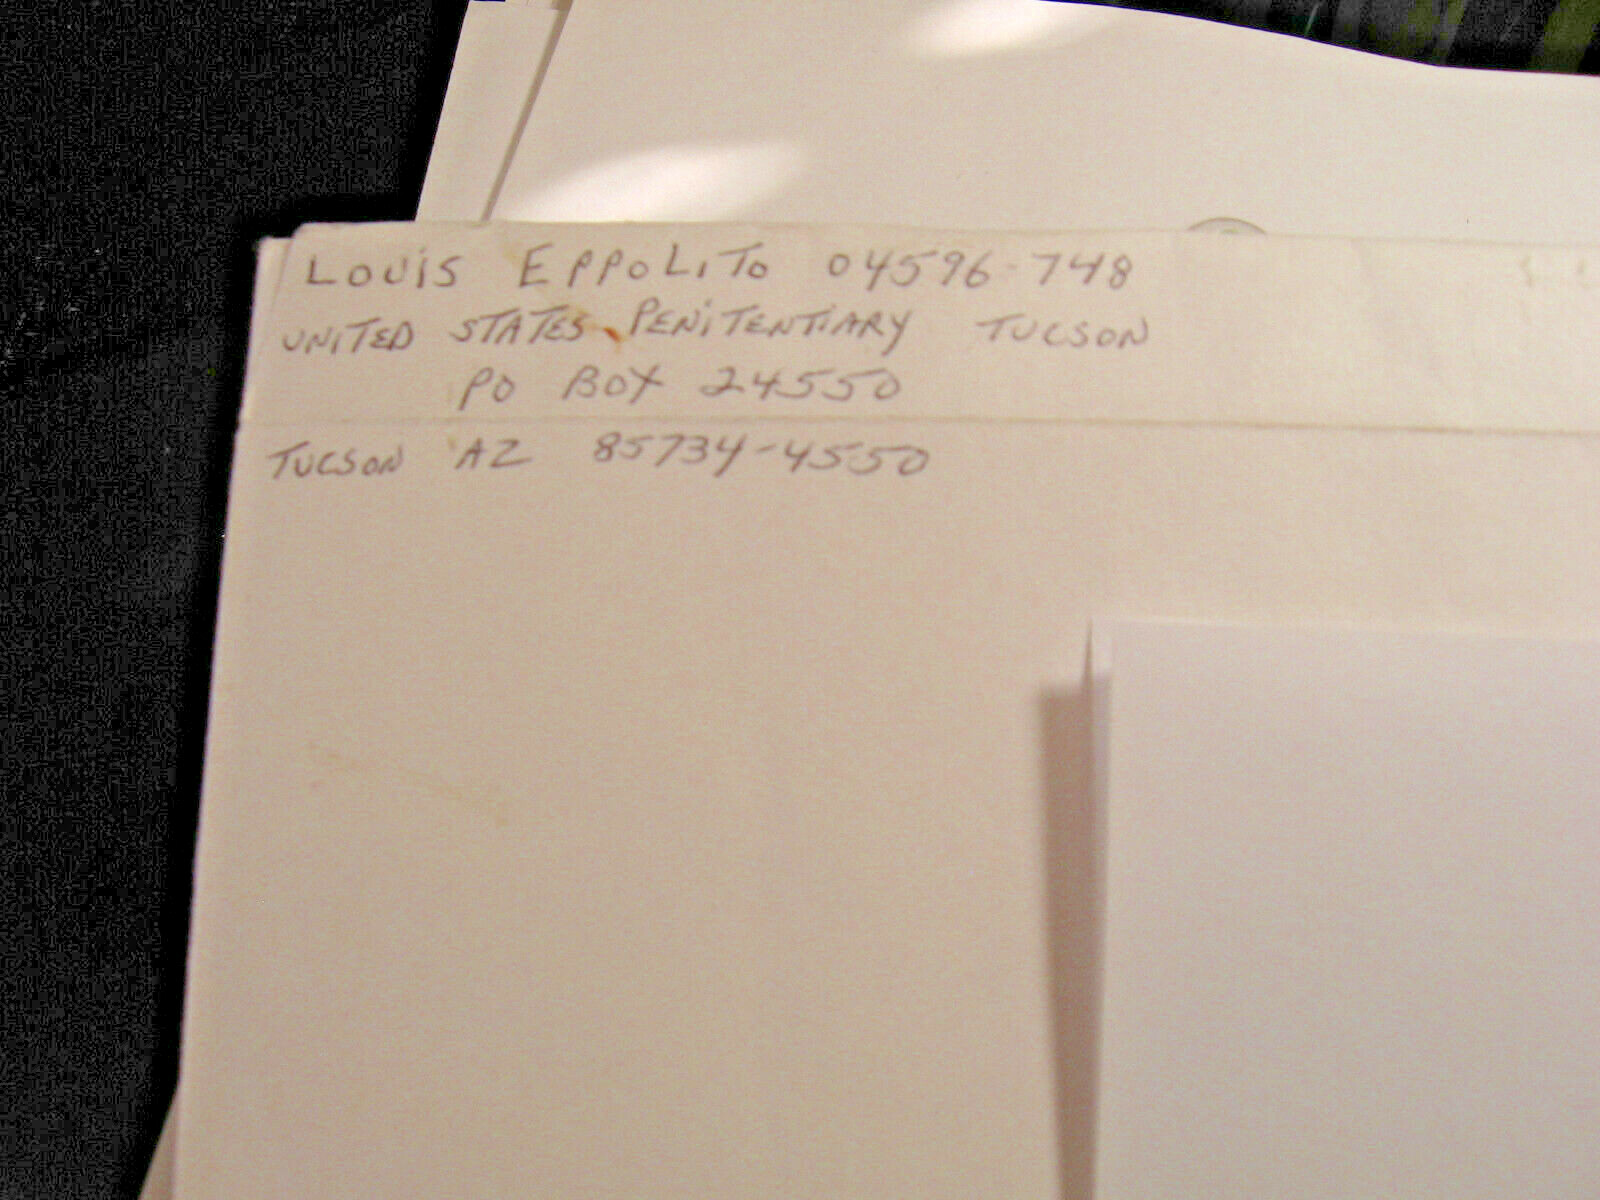 LOUIS EPPOLITO 04596-748
UNITED STATES PENITENTIARY TUCSON
PO BOX 24550
TUCSON AZ 85734-4550